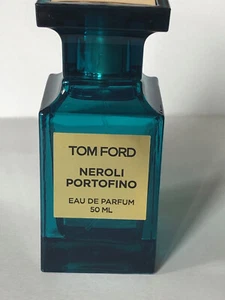 TOM FORD
NEROLI
PORTOFINO
EAU DE PARFUM
50 ML